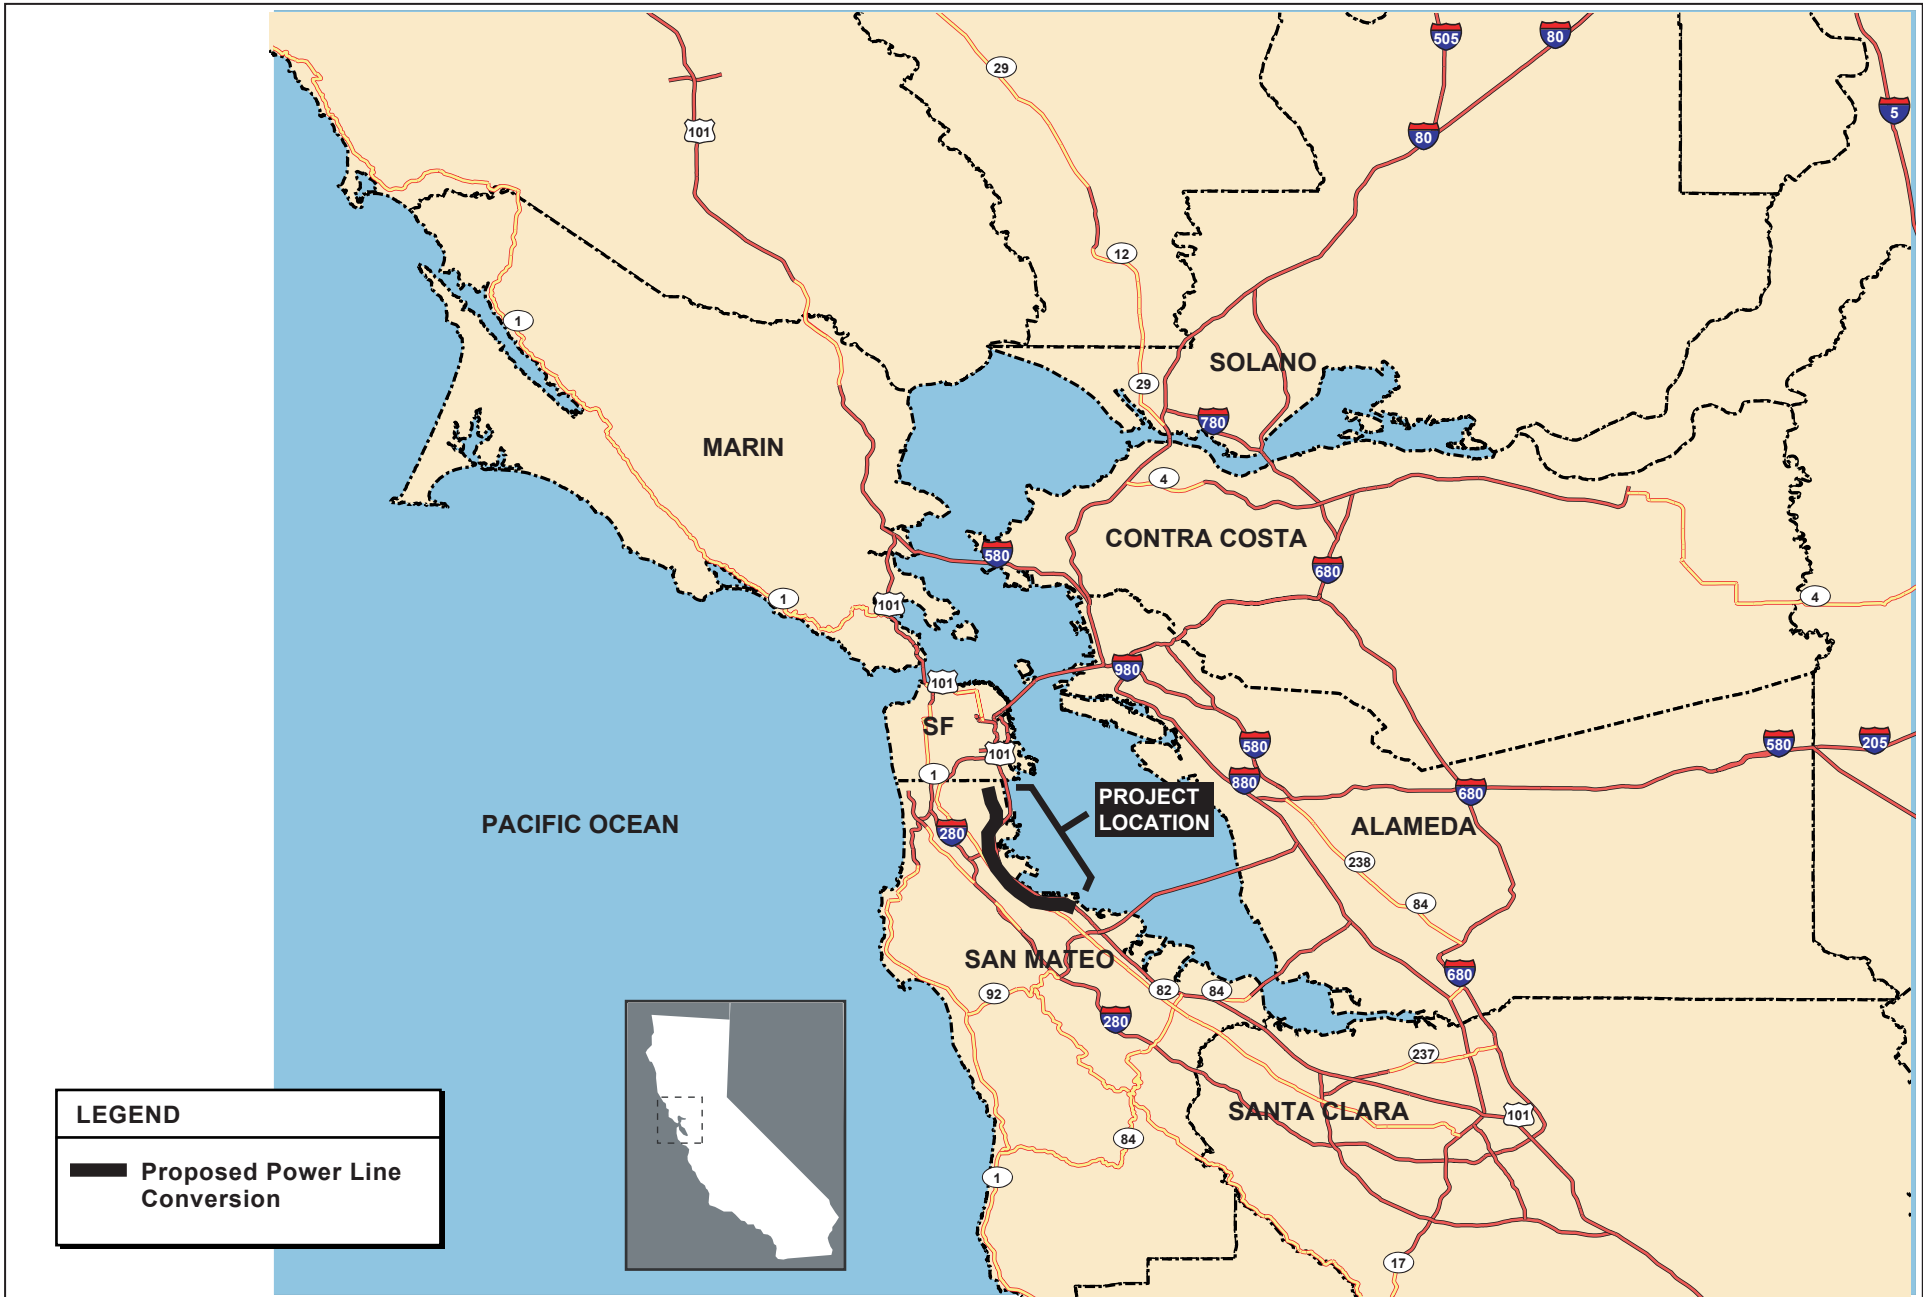 505
80
29
5
101
80
12
1
SOLANO
29
780
MARIN
4
CONTRA COSTA
580
680
1
101
4
980
101
SF
101
580
580
205
1
880
680
PROJECT
LOCATION
PACIFIC OCEAN
280
ALAMEDA
238
84
SAN MATEO
680
92
82
84
280
237
SANTA CLARA
101
84
1
17
LEGEND
Proposed Power Line
Conversion